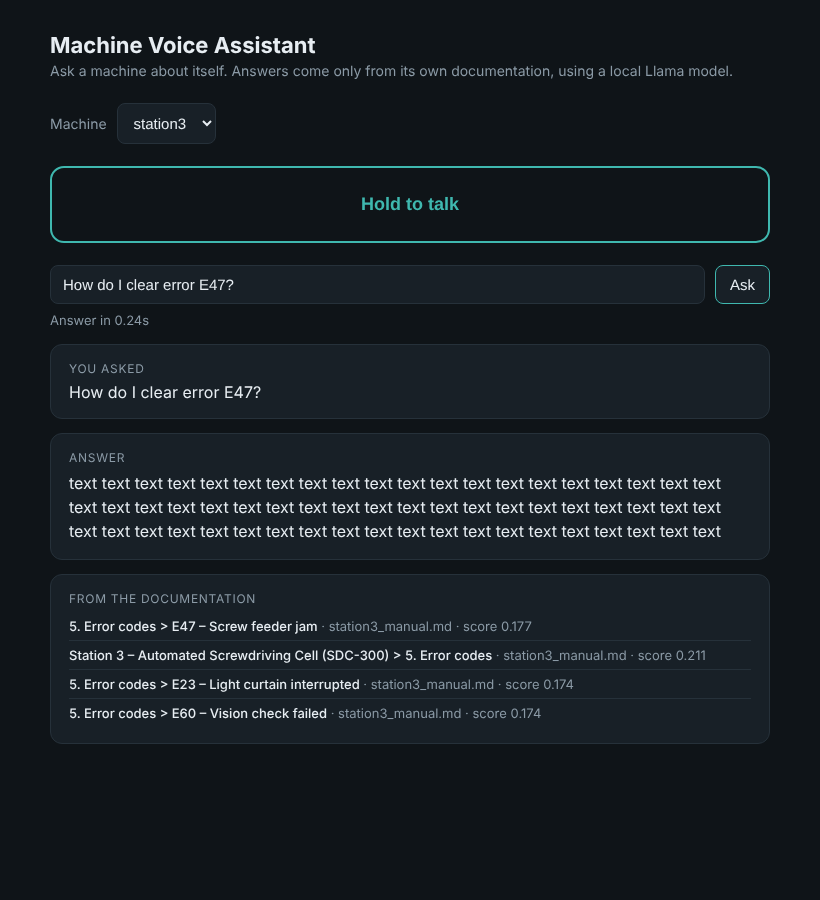 Machine Voice Assistant
Ask a machine about itself. Answers come only from its own documentation, using a local Llama model.
Machine station3
Hold to talk
How do I clear error E47? Ask
Answer in 0.24s
YOU ASKED
How do I clear error E47?
ANSWER
text text text text text text text text text text text text text text text text text text text text
text text text text text text text text text text text text text text text text text text text text
text text text text text text text text text text text text text text text text text text text text
FROM THE DOCUMENTATION
5. Error codes > E47 – Screw feeder jam · station3_manual.md · score 0.177
Station 3 – Automated Screwdriving Cell (SDC-300) > 5. Error codes · station3_manual.md · score 0.211
5. Error codes > E23 – Light curtain interrupted · station3_manual.md · score 0.174
5. Error codes > E60 – Vision check failed · station3_manual.md · score 0.174